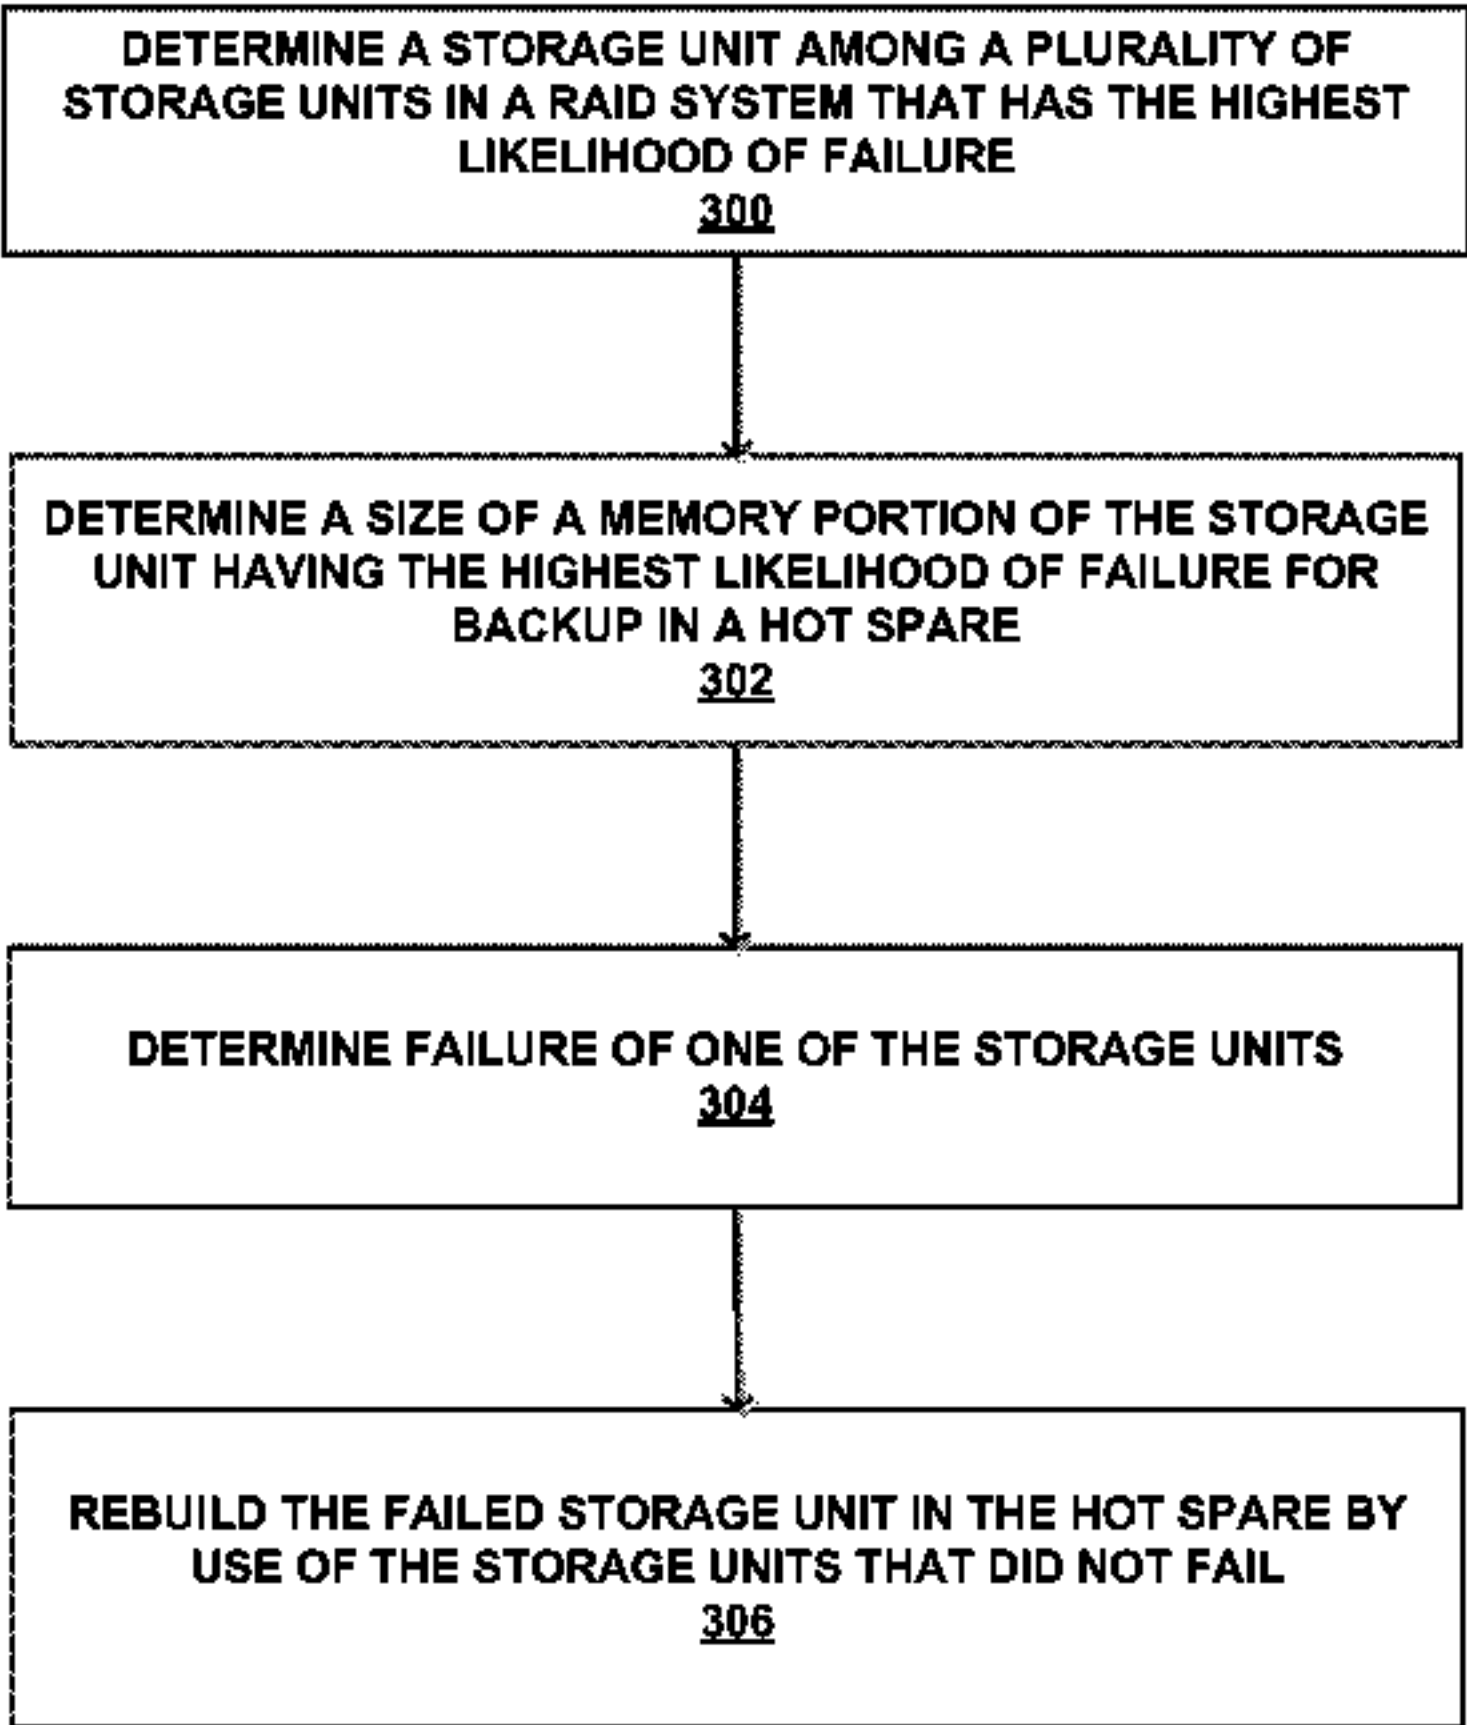 DETERMINE A STORAGE UNIT AMONG A PLURALITY OF
STORAGE UNITS IN A RAID SYSTEM THAT HAS THE HIGHEST
LIKELIHOOD OF FAILURE
300
DETERMINE A SIZE OF A MEMORY PORTION OF THE STORAGE
UNIT HAVING THE HIGHEST LIKELIHOOD OF FAILURE FOR
BACKUP IN A HOT SPARE
302
DETERMINE FAILURE OF ONE OF THE STORAGE UNITS
304
REBUILD THE FAILED STORAGE UNIT IN THE HOT SPARE BY
USE OF THE STORAGE UNITS THAT DID NOT FAIL
306